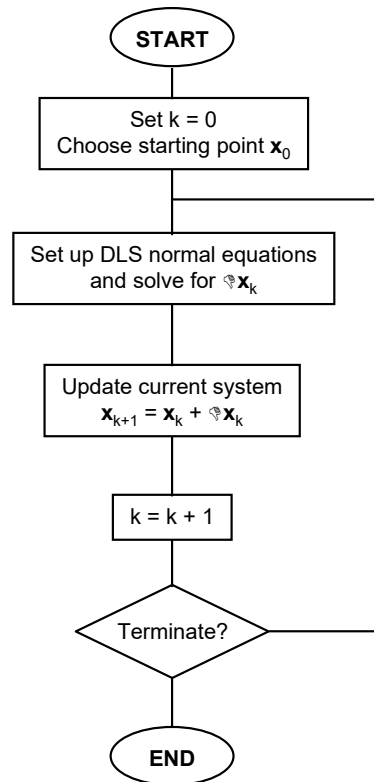 START
Set k = 0
Choose starting point x₀
Set up DLS normal equations
and solve for xₖ
Update current system
xₖ₊₁ = xₖ + xₖ
k = k + 1
Terminate?
END